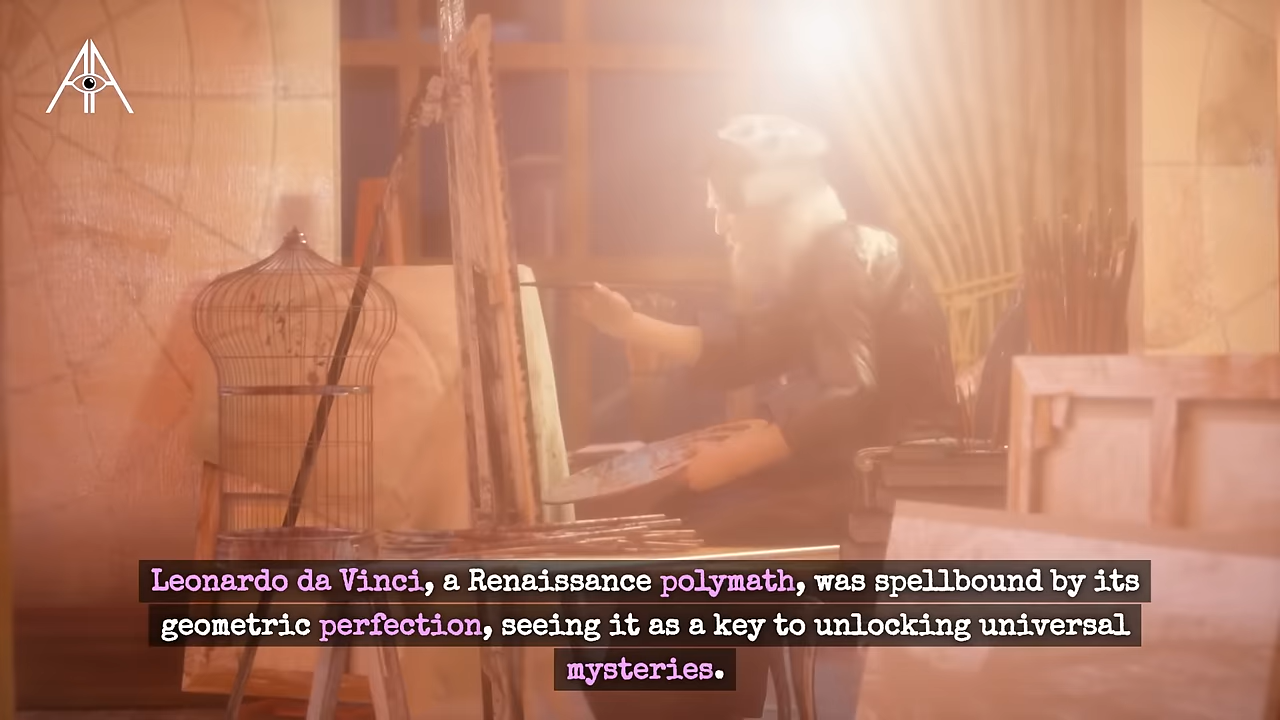 Leonardo da Vinci, a Renaissance polymath, was spellbound by its
geometric perfection, seeing it as a key to unlocking universal
mysteries.